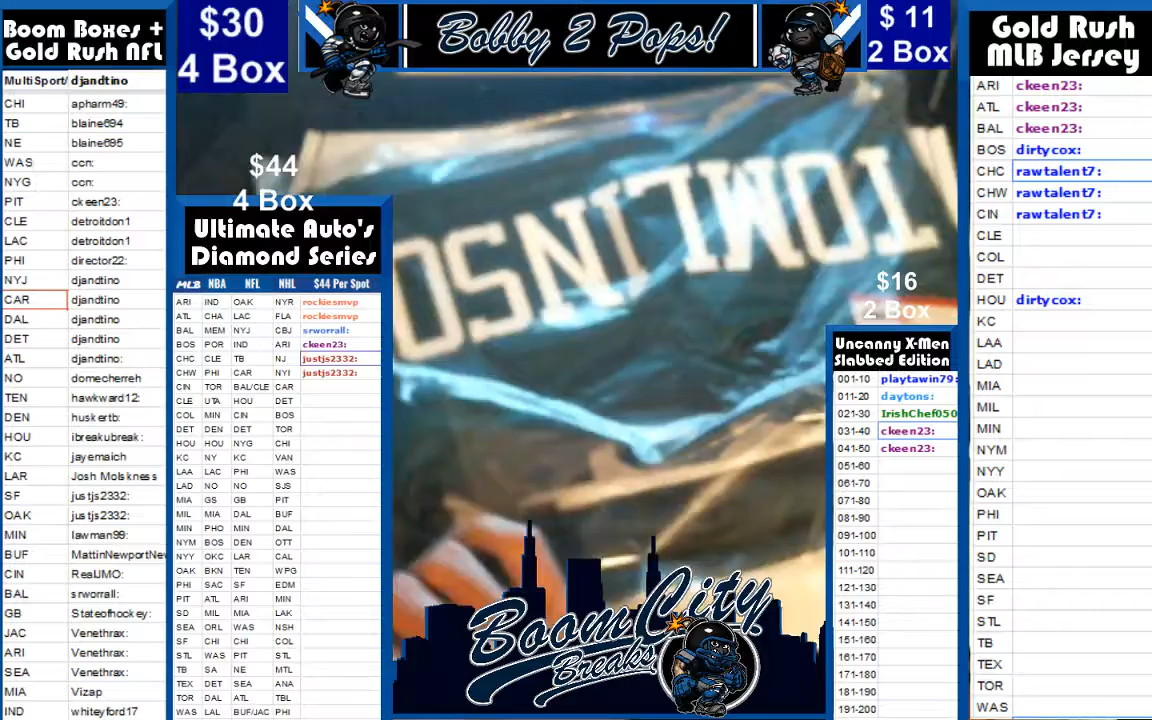 Boom Boxes +
Gold Rush NFL
MultiSport/ djandtino
CHI apharm49:
TB blaine694
NE blaine695
WAS ccn:
NYG ccn:
PIT ckeen23:
CLE detroitdon1
LAC detroitdon1
PHI director22:
NYJ djandtino
CAR djandtino
DAL djandtino
DET djandtino
ATL djandtino:
NO domecherreh
TEN hawkward12:
DEN huskertb:
HOU ibreakubreak:
KC jayemaich
LAR Josh Molskness
SF justjs2332:
OAK justjs2332:
MIN lawman99:
BUF MattinNewportNew
CIN RealJMO:
BAL srworrall:
GB Stateofhockey:
JAC Venethrax:
ARI Venethrax:
SEA Venethrax:
MIA Vizap
IND whiteyford17
$30
4 Box
Bobby 2 Pops!
$ 11
2 Box
$44
4 Box
Ultimate Auto's
Diamond Series
MLB NBA NFL NHL $44 Per Spot
ARI IND OAK NYR rockiesmvp
ATL CHA LAC FLA rockiesmvp
BAL MEM NYJ CBJ srworrall:
BOS POR IND ARI ckeen23:
CHC CLE TB NJ justjs2332:
CHW PHI CAR NYI justjs2332:
CIN TOR BAL/CLE CAR
CLE UTA HOU DET
COL MIN CIN BOS
DET DEN DET TOR
HOU HOU NYG CHI
KC NY KC VAN
LAA LAC PHI WAS
LAD NO NO SJS
MIA GS GB PIT
MIL MIA DAL BUF
MIN PHO MIN DAL
NYM BOS DEN OTT
NYY OKC LAR CAL
OAK BKN TEN WPG
PHI SAC SF EDM
PIT ATL ARI MIN
SD MIL MIA LAK
SEA ORL WAS NSH
SF CHI CHI COL
STL WAS PIT STL
TB SA NE MTL
TEX DET SEA ANA
TOR DAL ATL TBL
WAS LAL BUF/JAC PHI
TOMLINSO
Boom City
Breaks
$16
2 Box
Uncanny X-Men
Slabbed Edition
001-10 playtawin79:
011-20 daytons:
021-30 IrishChef050
031-40 ckeen23:
041-50 ckeen23:
051-60
061-70
071-80
081-90
091-100
101-110
111-120
121-130
131-140
141-150
151-160
161-170
171-180
181-190
191-200
Gold Rush
MLB Jersey
ARI ckeen23:
ATL ckeen23:
BAL ckeen23:
BOS dirtycox:
CHC rawtalent7:
CHW rawtalent7:
CIN rawtalent7:
CLE
COL
DET
HOU dirtycox:
KC
LAA
LAD
MIA
MIL
MIN
NYM
NYY
OAK
PHI
PIT
SD
SEA
SF
STL
TB
TEX
TOR
WAS